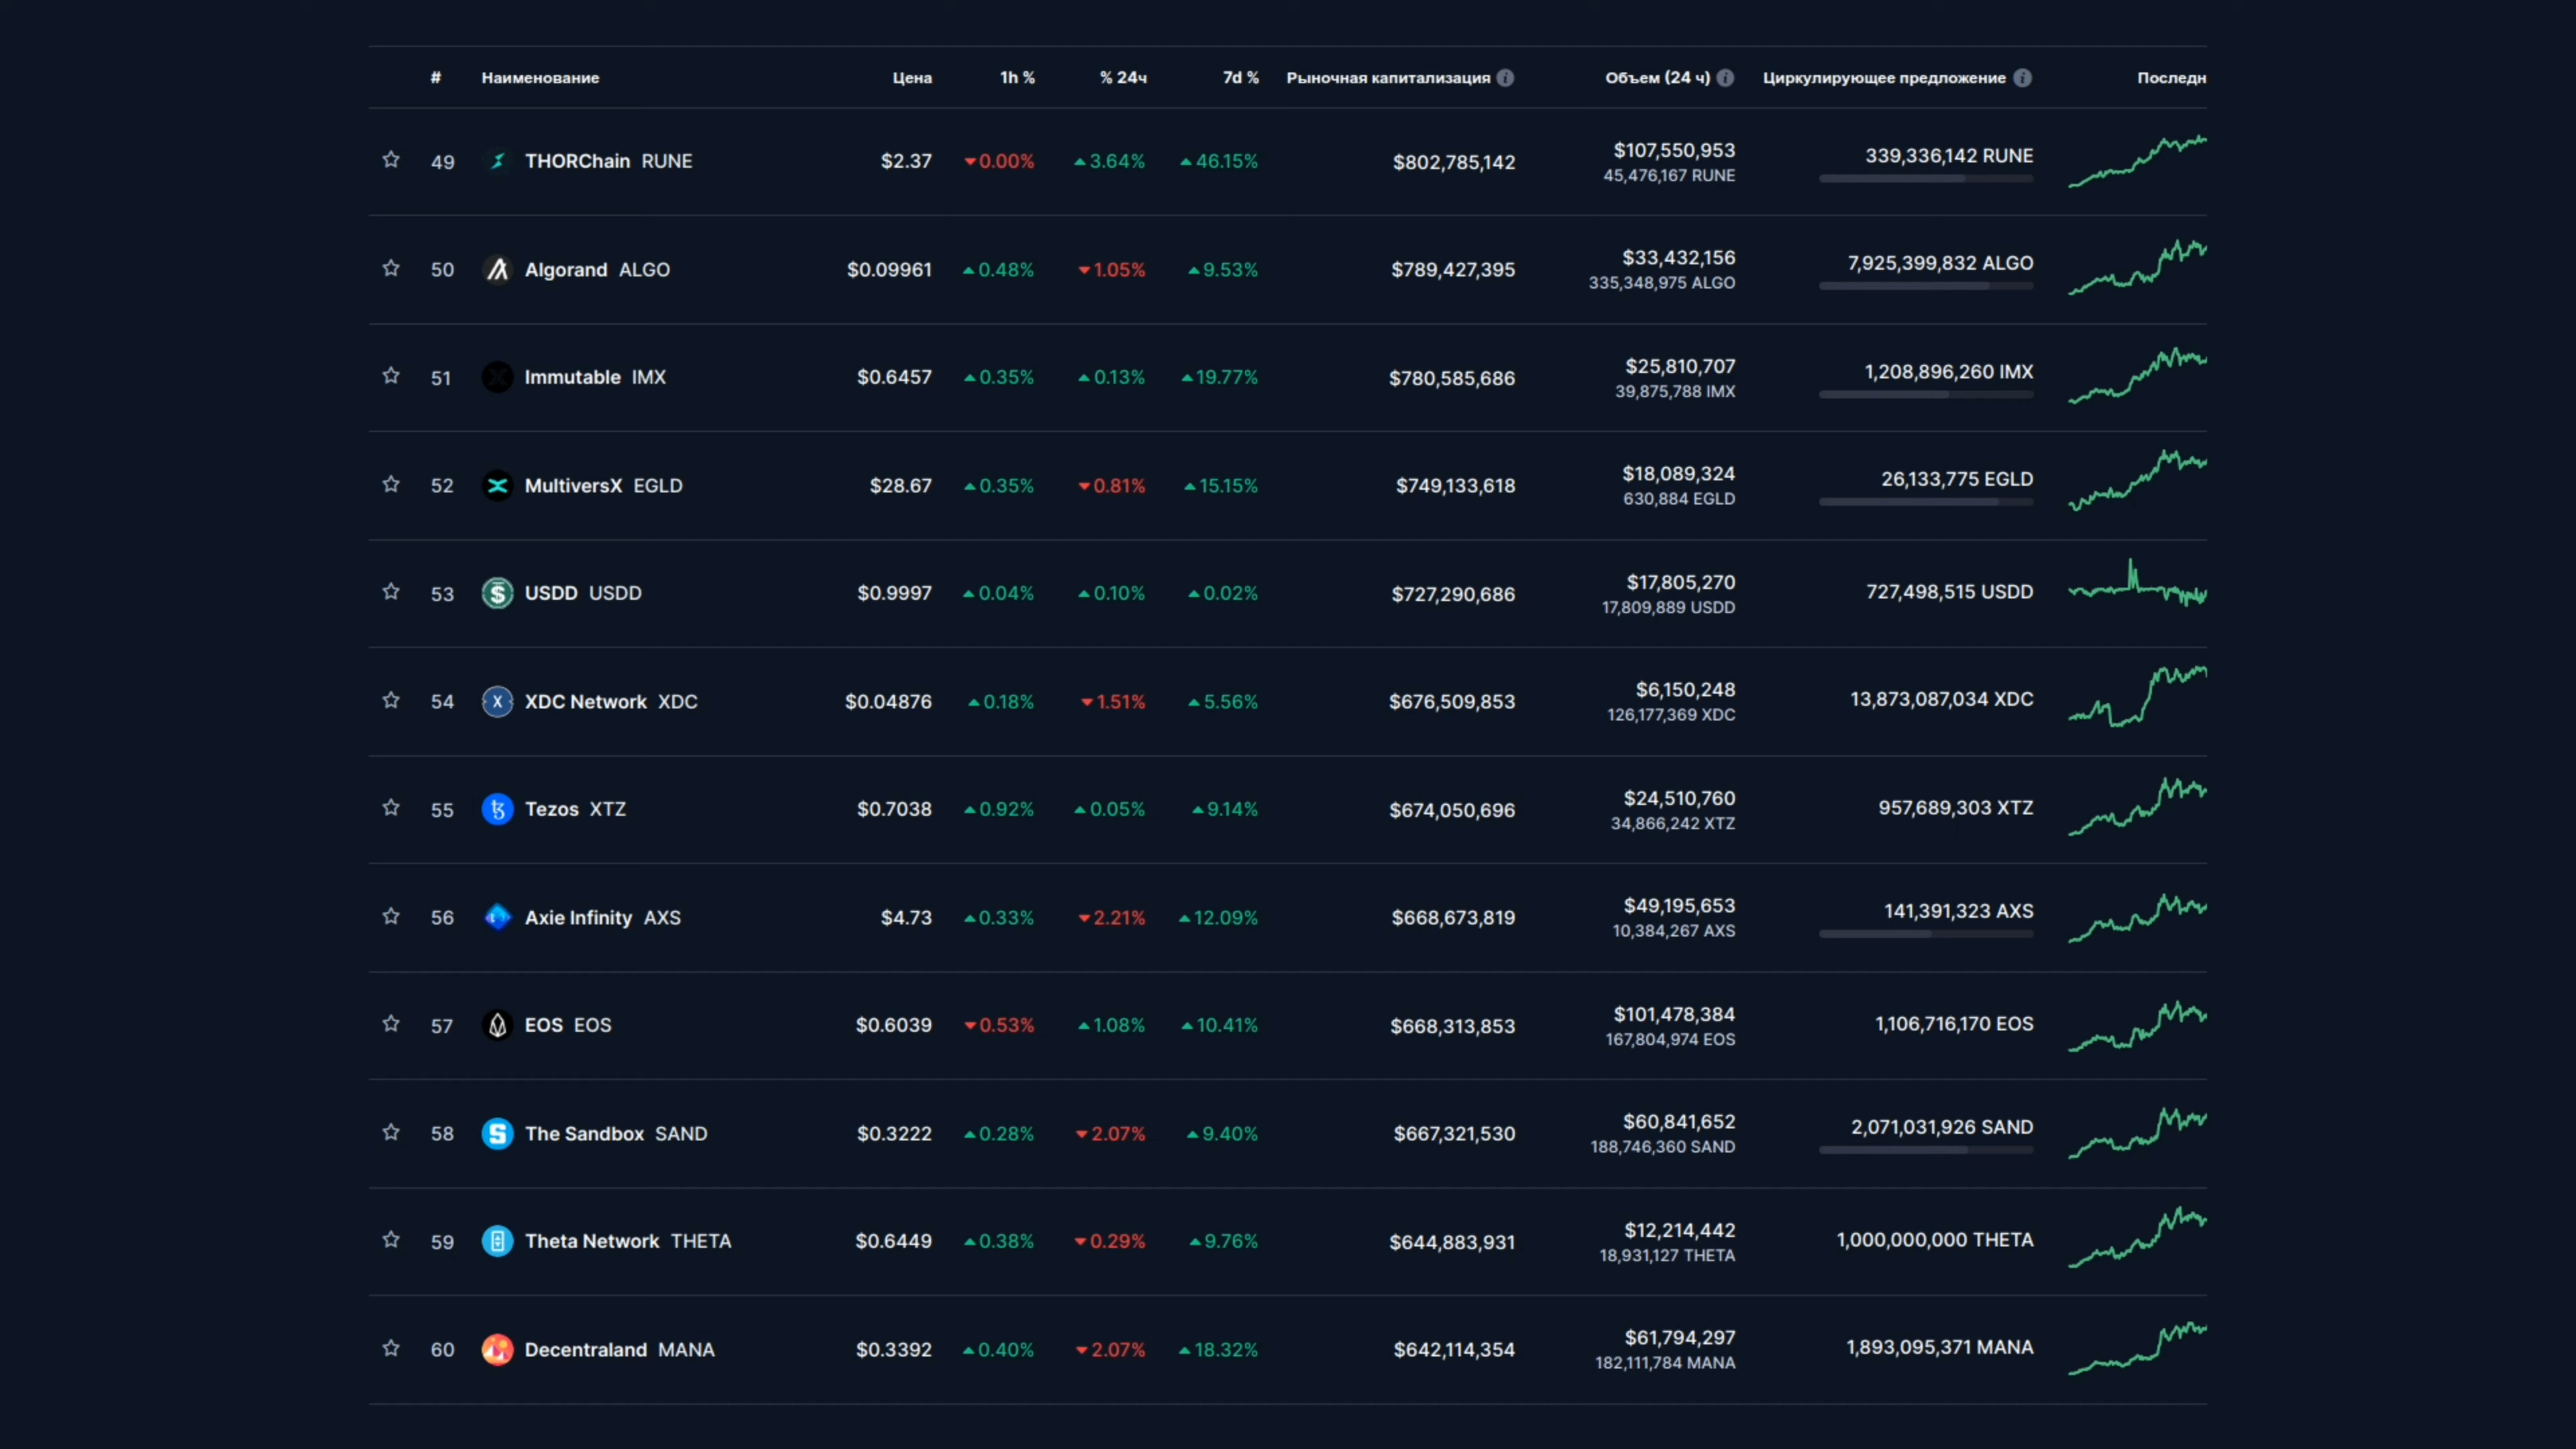 # Наименование Цена 1h % % 24ч 7d % Рыночная капитализация Объем (24 ч) Циркулирующее предложение Последн
49 THORChain RUNE $2.37 0.00% 3.64% 46.15% $802,785,142 $107,550,953 339,336,142 RUNE
45,476,167 RUNE
50 Algorand ALGO $0.09961 0.48% 1.05% 9.53% $789,427,395 $33,432,156 7,925,399,832 ALGO
335,348,975 ALGO
51 Immutable IMX $0.6457 0.35% 0.13% 19.77% $780,585,686 $25,810,707 1,208,896,260 IMX
39,875,788 IMX
52 MultiversX EGLD $28.67 0.35% 0.81% 15.15% $749,133,618 $18,089,324 26,133,775 EGLD
630,884 EGLD
53 USDD USDD $0.9997 0.04% 0.10% 0.02% $727,290,686 $17,805,270 727,498,515 USDD
17,809,889 USDD
54 XDC Network XDC $0.04876 0.18% 1.51% 5.56% $676,509,853 $6,150,248 13,873,087,034 XDC
126,177,369 XDC
55 Tezos XTZ $0.7038 0.92% 0.05% 9.14% $674,050,696 $24,510,760 957,689,303 XTZ
34,866,242 XTZ
56 Axie Infinity AXS $4.73 0.33% 2.21% 12.09% $668,673,819 $49,195,653 141,391,323 AXS
10,384,267 AXS
57 EOS EOS $0.6039 0.53% 1.08% 10.41% $668,313,853 $101,478,384 1,106,716,170 EOS
167,804,974 EOS
58 The Sandbox SAND $0.3222 0.28% 2.07% 9.40% $667,321,530 $60,841,652 2,071,031,926 SAND
188,746,360 SAND
59 Theta Network THETA $0.6449 0.38% 0.29% 9.76% $644,883,931 $12,214,442 1,000,000,000 THETA
18,931,127 THETA
60 Decentraland MANA $0.3392 0.40% 2.07% 18.32% $642,114,354 $61,794,297 1,893,095,371 MANA
182,111,784 MANA